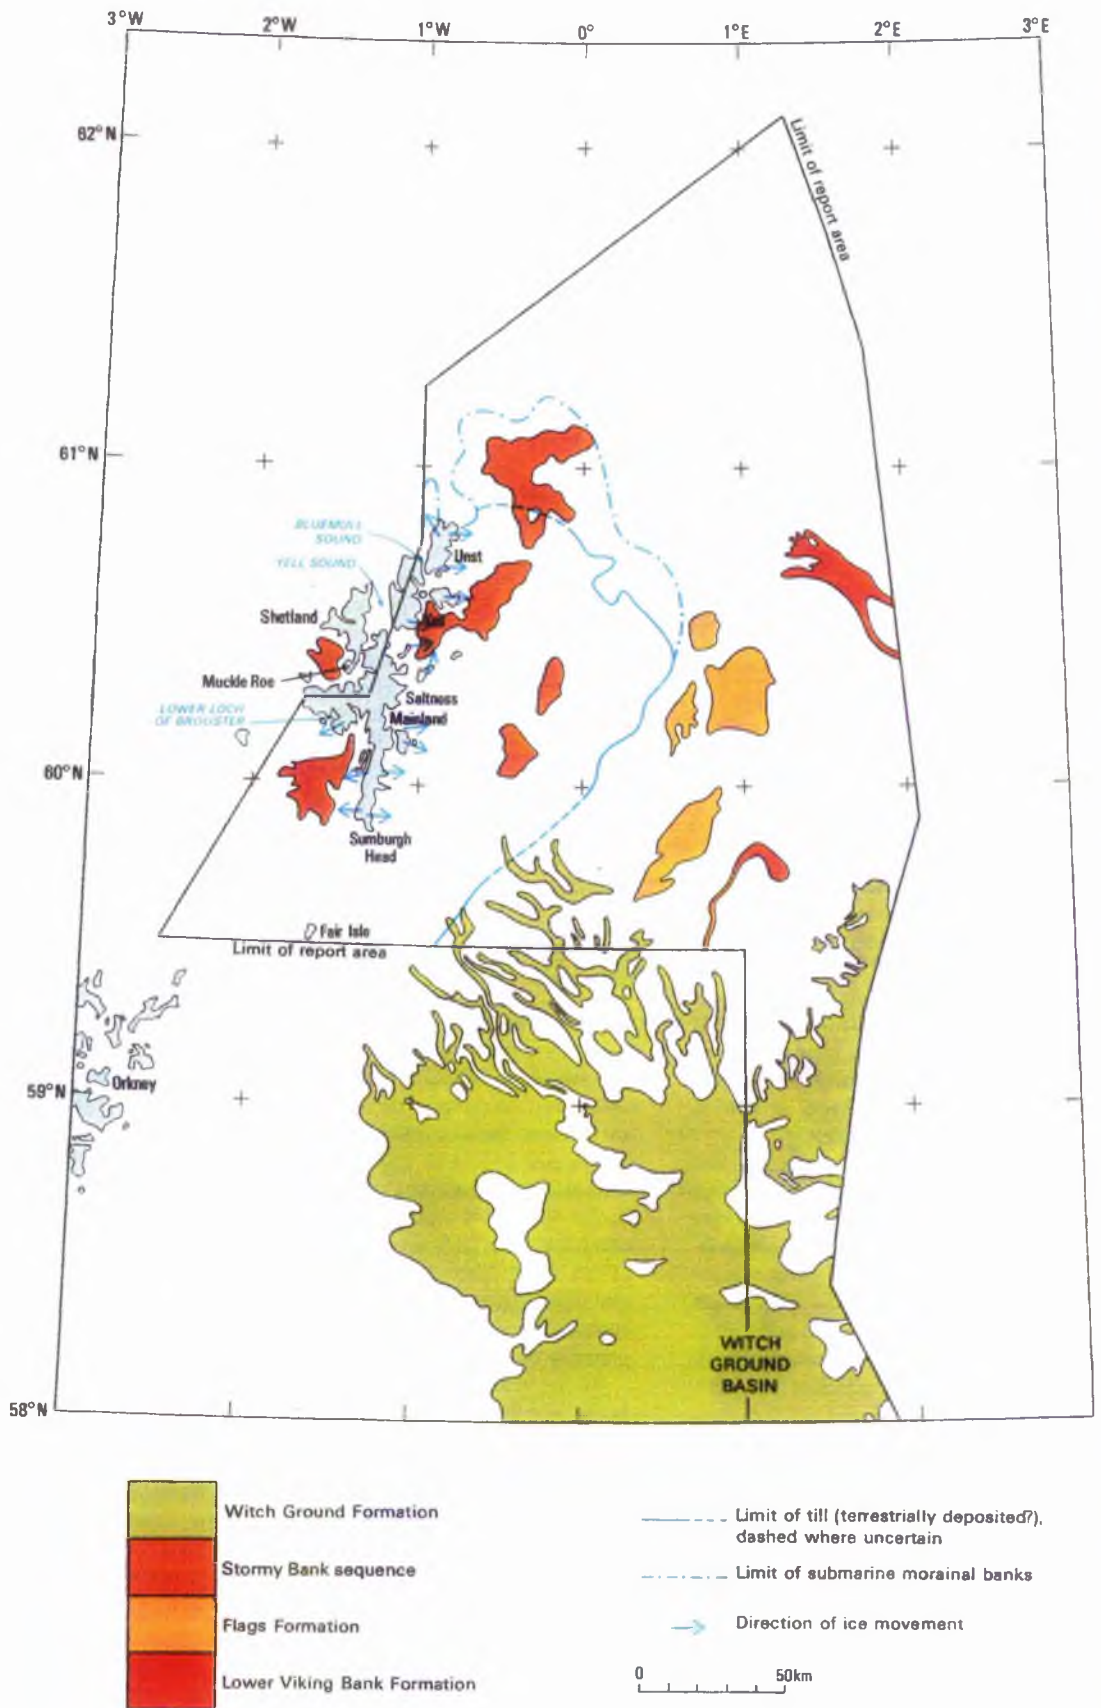 3°W
2°W
1°W
0°
1°E
2°E
3°E
62°N
Limit of report area
61°N
BLUEMULL
SOUND
YELL SOUND
Unst
Shetland
Muckle Roe
LOWER LOCH
OF BROUSTER
Saltness
Mainland
60°N
Sumburgh
Head
Fair Isle
Limit of report area
Orkney
59°N
WITCH
GROUND
BASIN
58°N
Witch Ground Formation
Stormy Bank sequence
Flags Formation
Lower Viking Bank Formation
Limit of till (terrestrially deposited?),
dashed where uncertain
Limit of submarine morainal banks
Direction of ice movement
0 50km